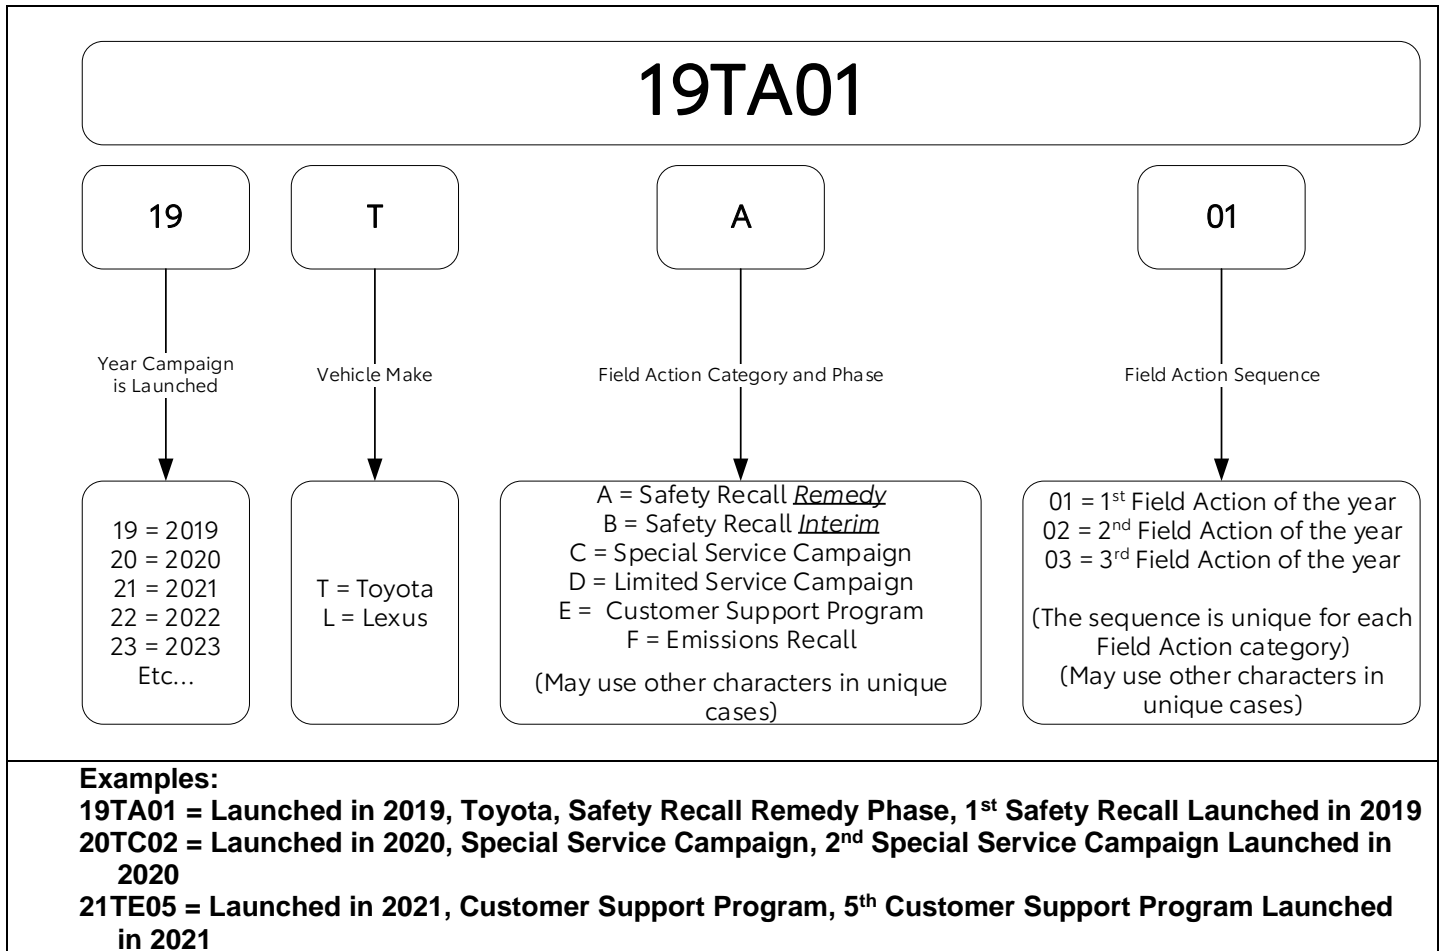 19TA01
19
T
A
01
Year Campaign
is Launched
Vehicle Make
Field Action Category and Phase
Field Action Sequence
19 = 2019
20 = 2020
21 = 2021
22 = 2022
23 = 2023
Etc...
T = Toyota
L = Lexus
A = Safety Recall Remedy
B = Safety Recall Interim
C = Special Service Campaign
D = Limited Service Campaign
E =  Customer Support Program
F = Emissions Recall
(May use other characters in unique
cases)
01 = 1st Field Action of the year
02 = 2nd Field Action of the year
03 = 3rd Field Action of the year
(The sequence is unique for each
Field Action category)
(May use other characters in
unique cases)
Examples:
19TA01 = Launched in 2019, Toyota, Safety Recall Remedy Phase, 1st Safety Recall Launched in 2019
20TC02 = Launched in 2020, Special Service Campaign, 2nd Special Service Campaign Launched in
2020
21TE05 = Launched in 2021, Customer Support Program, 5th Customer Support Program Launched
in 2021